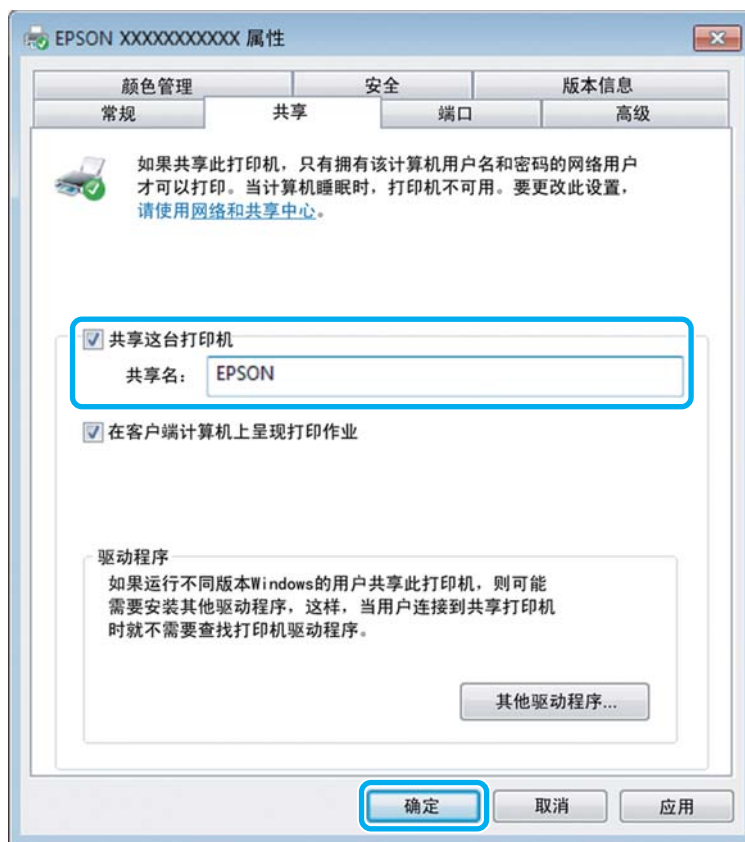 EPSON XXXXXXXXXXX 属性
颜色管理 安全 版本信息
常规 共享 端口 高级
如果共享此打印机，只有拥有该计算机用户名和密码的网络用户
才可以打印。当计算机睡眠时，打印机不可用。要更改此设置，
请使用网络和共享中心。
共享这台打印机
共享名： EPSON
在客户端计算机上呈现打印作业
驱动程序
如果运行不同版本Windows的用户共享此打印机，则可能
需要安装其他驱动程序，这样，当用户连接到共享打印机
时就不需要查找打印机驱动程序。
其他驱动程序...
确定 取消 应用